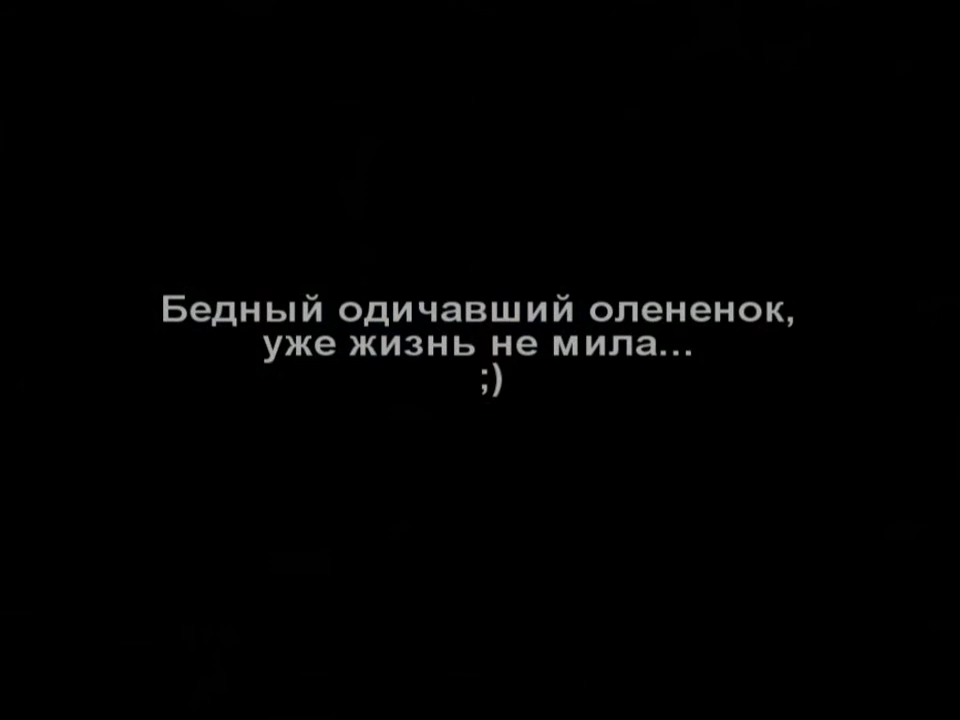 Бедный одичавший олененок,
уже жизнь не мила...
;)